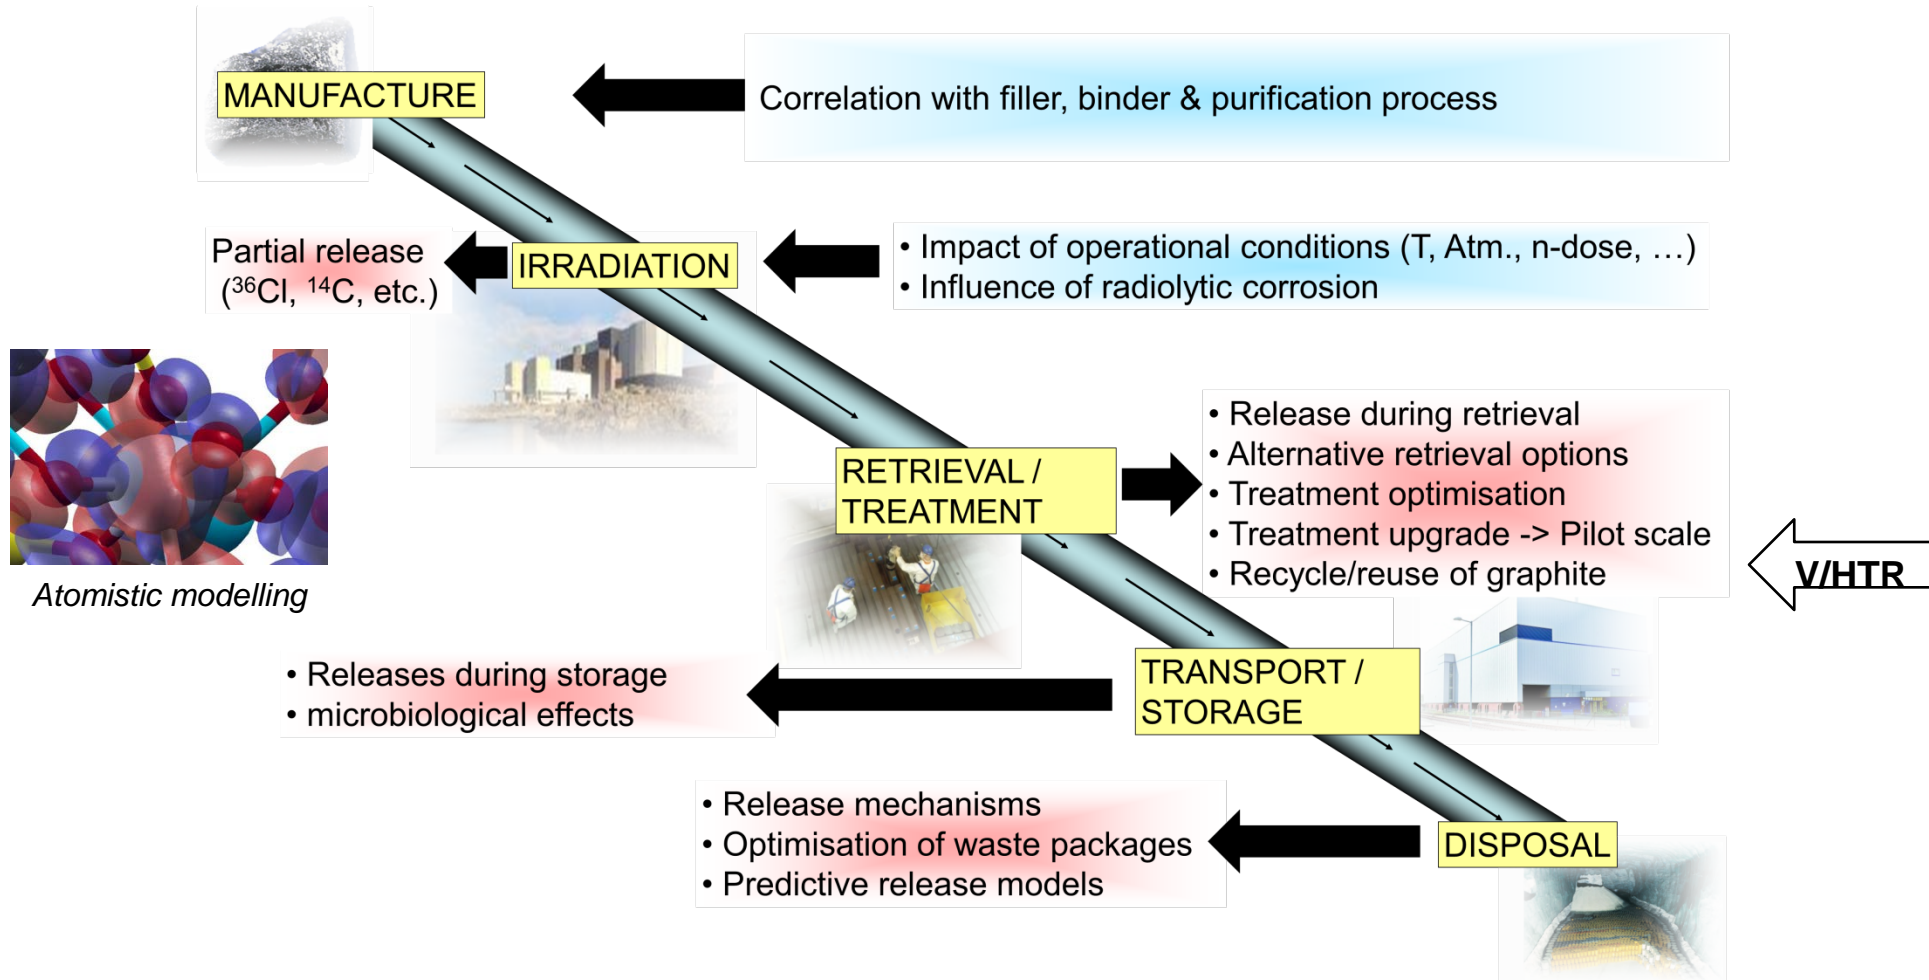 MANUFACTURE
Correlation with filler, binder & purification process
Partial release
(³⁶Cl, ¹⁴C, etc.)
IRRADIATION
• Impact of operational conditions (T, Atm., n-dose, …)
• Influence of radiolytic corrosion
Atomistic modelling
RETRIEVAL /
TREATMENT
• Release during retrieval
• Alternative retrieval options
• Treatment optimisation
• Treatment upgrade -> Pilot scale
• Recycle/reuse of graphite
V/HTR
• Releases during storage
• microbiological effects
TRANSPORT /
STORAGE
• Release mechanisms
• Optimisation of waste packages
• Predictive release models
DISPOSAL